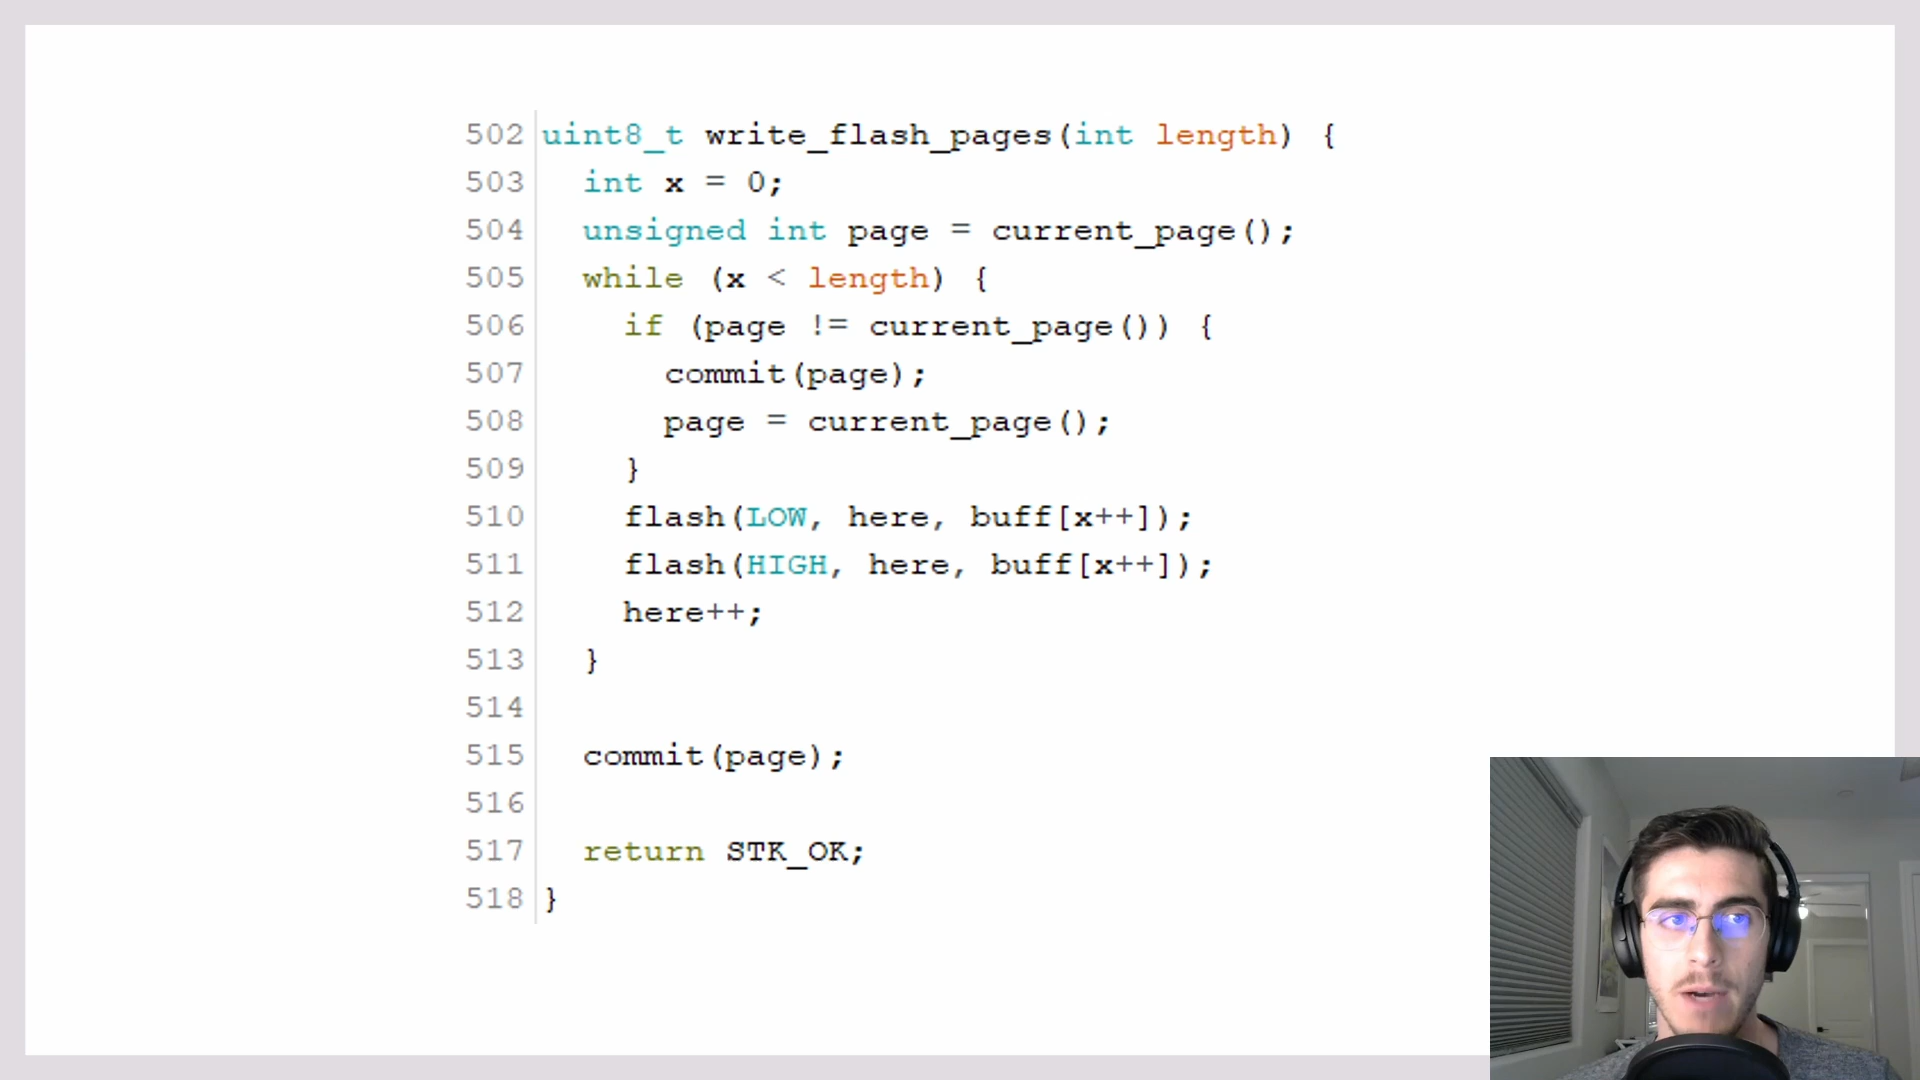 502 uint8_t write_flash_pages(int length) {
503 int x = 0;
504 unsigned int page = current_page();
505 while (x < length) {
506 if (page != current_page()) {
507 commit(page);
508 page = current_page();
509 }
510 flash(LOW, here, buff[x++]);
511 flash(HIGH, here, buff[x++]);
512 here++;
513 }
514
515 commit(page);
516
517 return STK_OK;
518 }